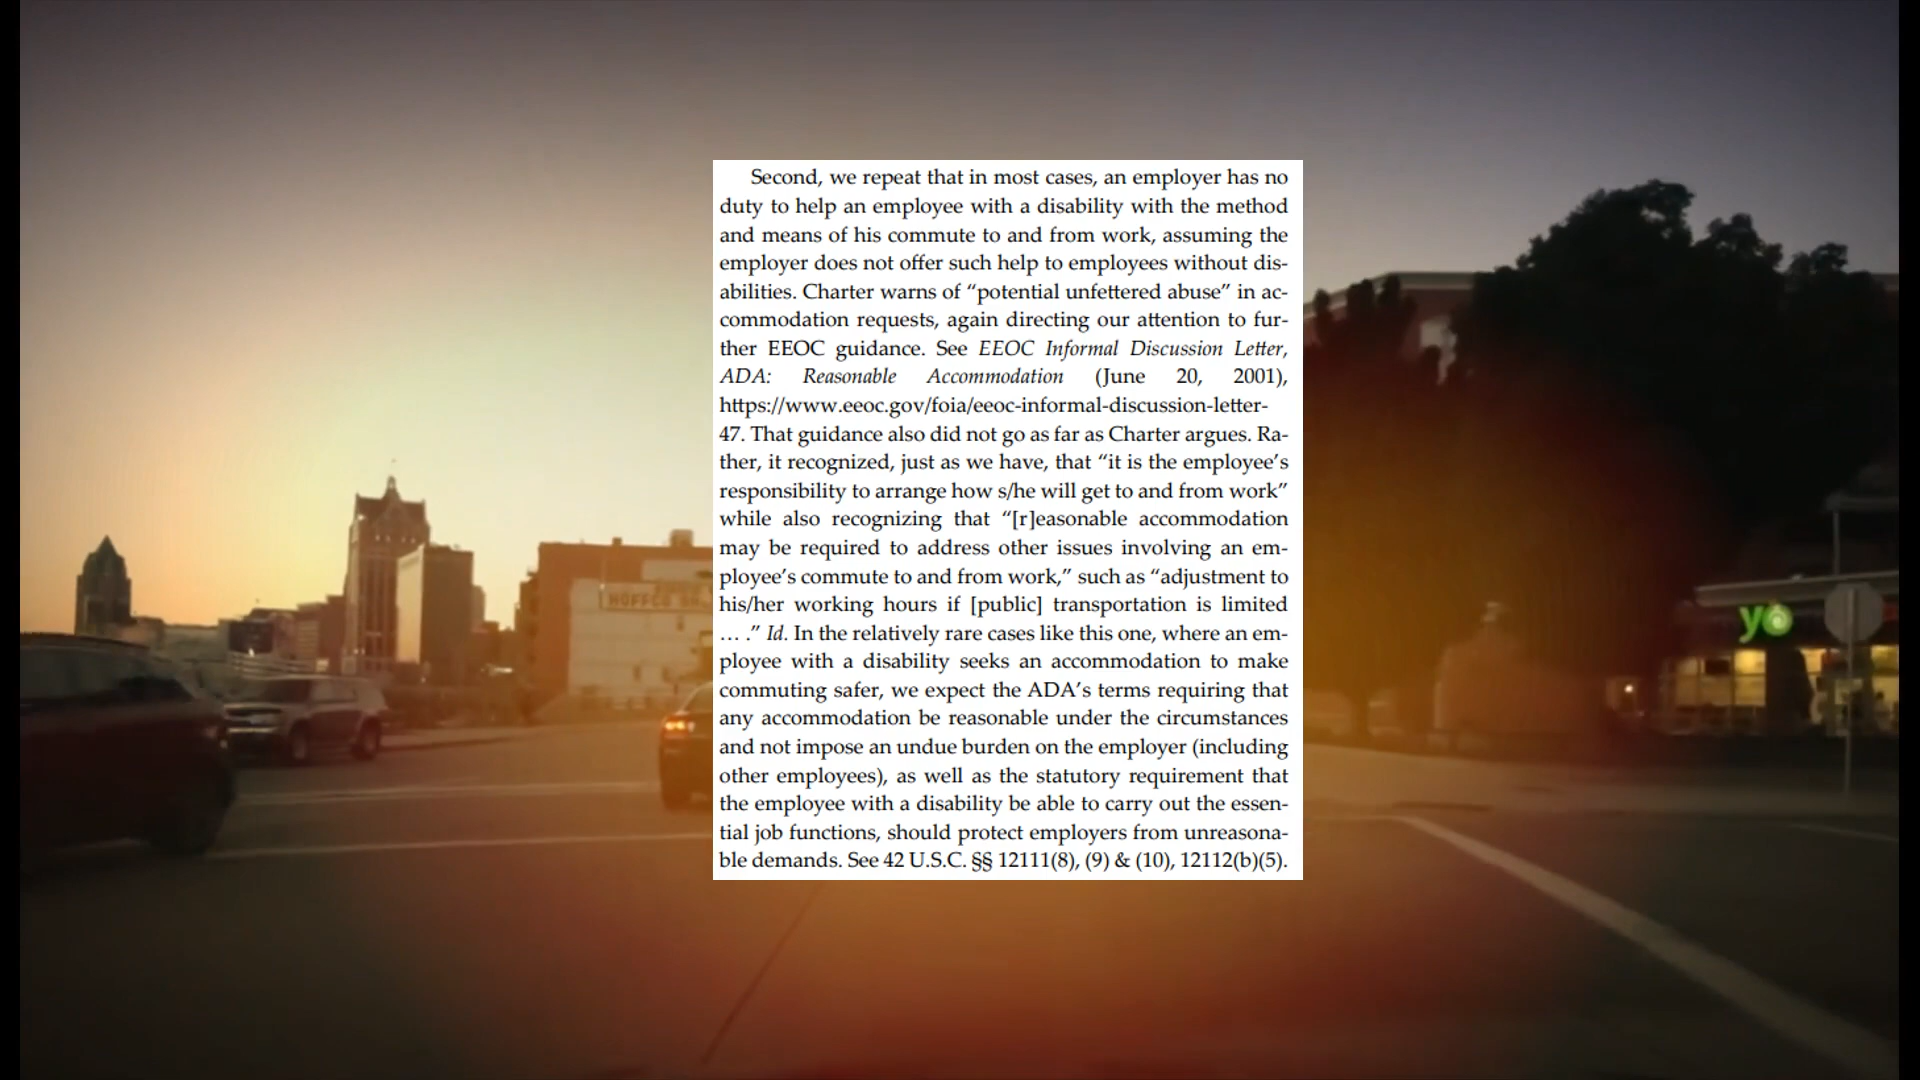 Second, we repeat that in most cases, an employer has no
duty to help an employee with a disability with the method
and means of his commute to and from work, assuming the
employer does not offer such help to employees without dis-
abilities. Charter warns of “potential unfettered abuse” in ac-
commodation requests, again directing our attention to fur-
ther EEOC guidance. See EEOC Informal Discussion Letter,
ADA: Reasonable Accommodation (June 20, 2001),
https://www.eeoc.gov/foia/eeoc-informal-discussion-letter-
47. That guidance also did not go as far as Charter argues. Ra-
ther, it recognized, just as we have, that “it is the employee’s
responsibility to arrange how s/he will get to and from work”
while also recognizing that “[r]easonable accommodation
may be required to address other issues involving an em-
ployee’s commute to and from work,” such as “adjustment to
his/her working hours if [public] transportation is limited
… .” Id. In the relatively rare cases like this one, where an em-
ployee with a disability seeks an accommodation to make
commuting safer, we expect the ADA’s terms requiring that
any accommodation be reasonable under the circumstances
and not impose an undue burden on the employer (including
other employees), as well as the statutory requirement that
the employee with a disability be able to carry out the essen-
tial job functions, should protect employers from unreasona-
ble demands. See 42 U.S.C. §§ 12111(8), (9) & (10), 12112(b)(5).
HOFFCO
yo